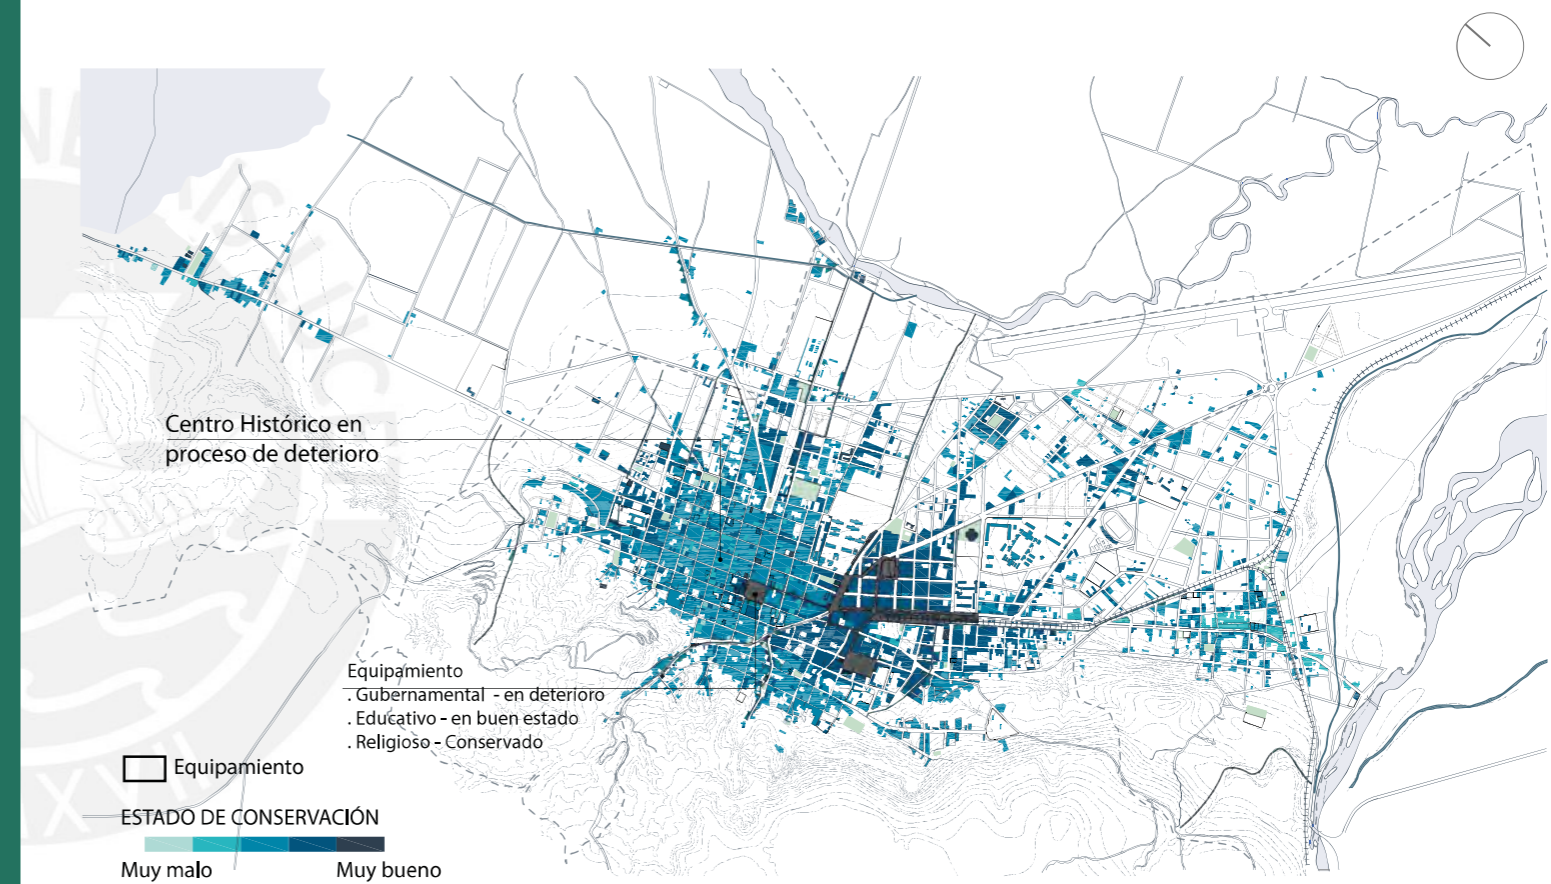 Centro Histórico en
proceso de deterioro
Equipamiento
. Gubernamental - en deterioro
. Educativo - en buen estado
. Religioso - Conservado
Equipamiento
ESTADO DE CONSERVACIÓN
Muy malo Muy bueno